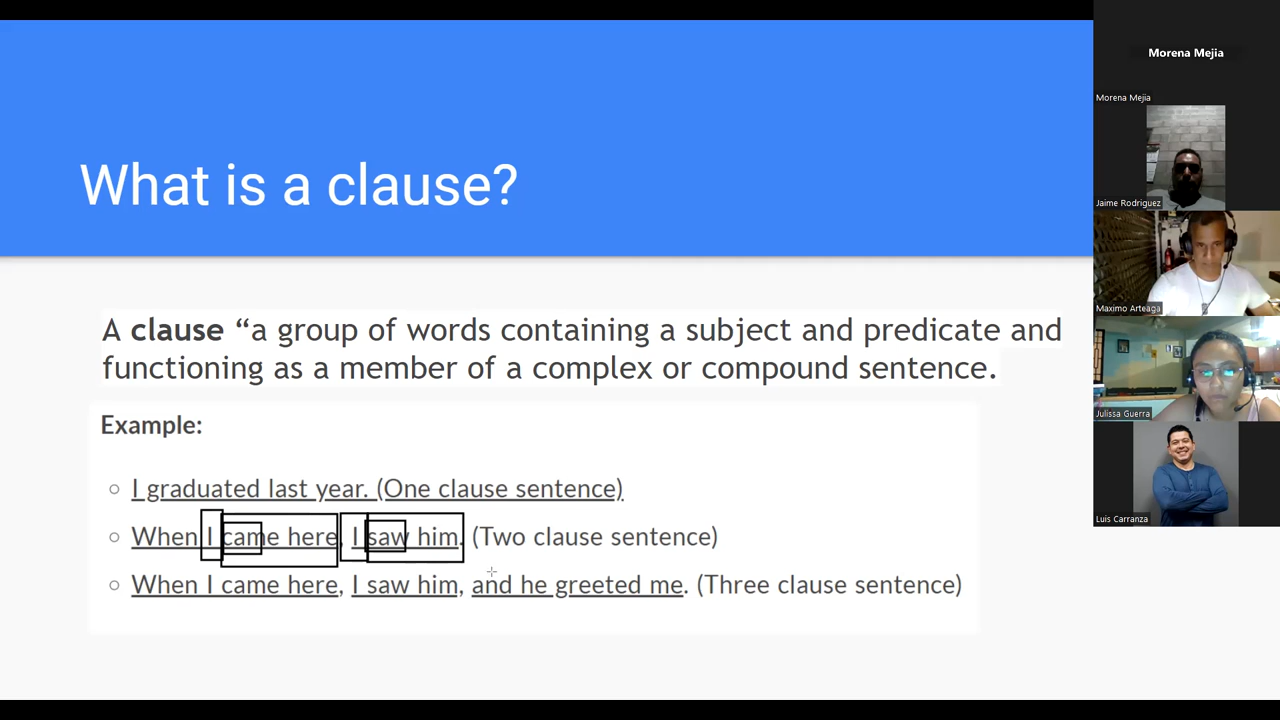 What is a clause?
A clause “a group of words containing a subject and predicate and
functioning as a member of a complex or compound sentence.
Example:
I graduated last year. (One clause sentence)
When I came here, I saw him. (Two clause sentence)
When I came here, I saw him, and he greeted me. (Three clause sentence)
Morena Mejia
Morena Mejia
Jaime Rodriguez
Maximo Arteaga
Julissa Guerra
Luis Carranza